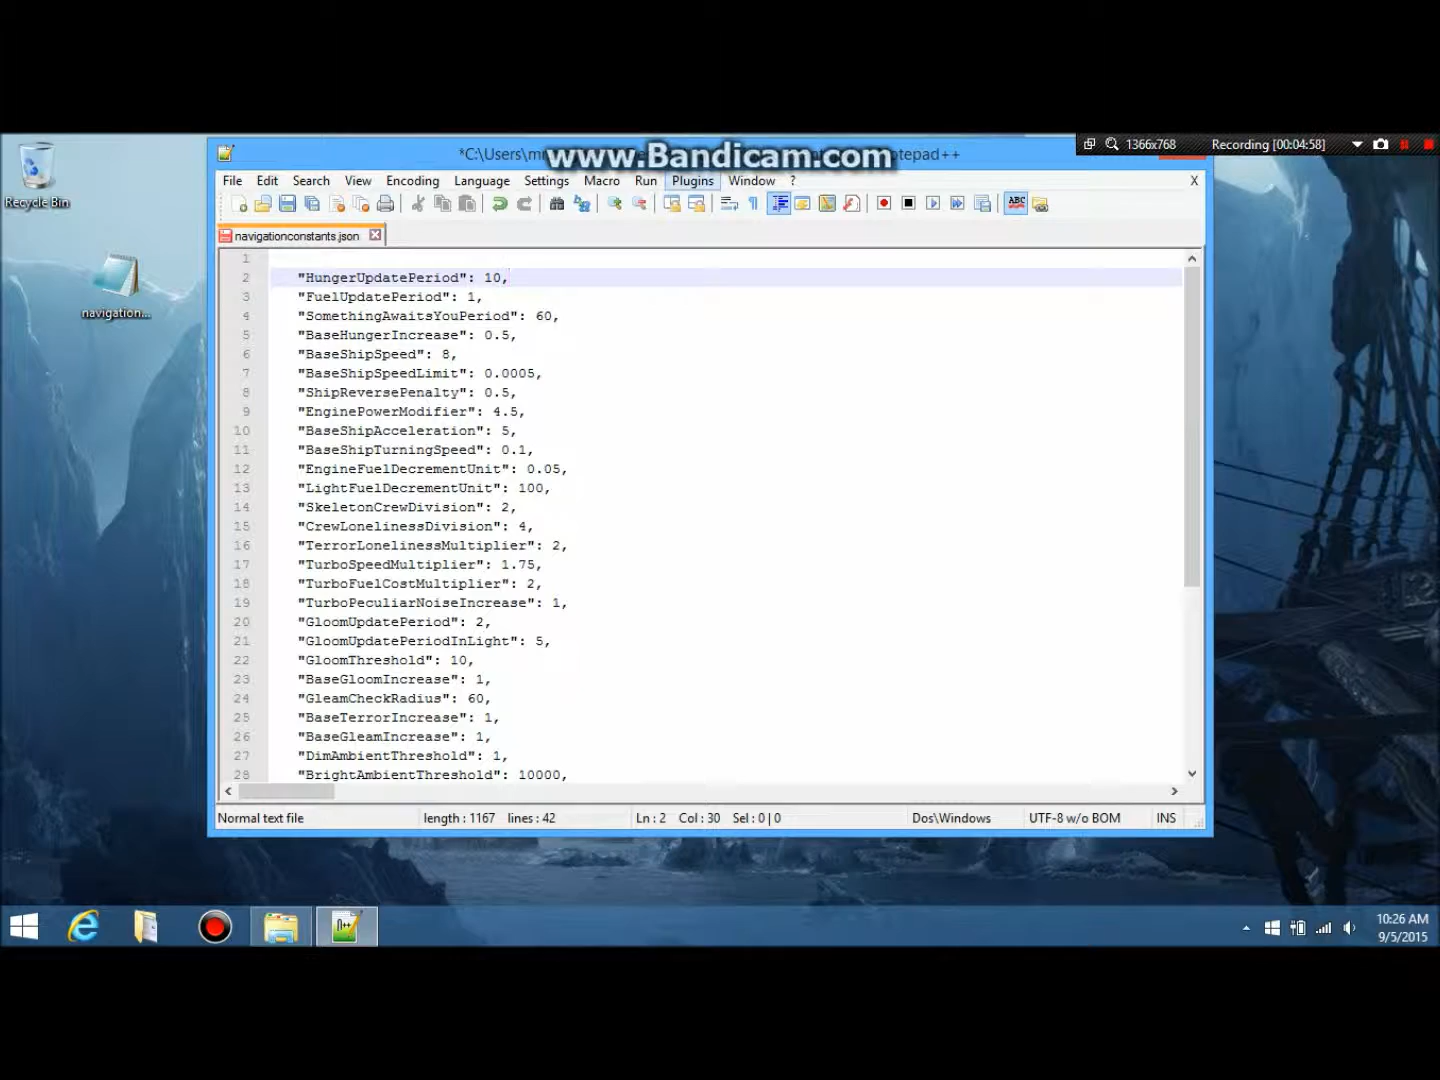 1366x768
Recording [00:04:58]
*C:\Users\
www.Bandicam.com
otepad++
File Edit Search View Encoding Language Settings Macro Run Plugins Window ?
X
ABC
navigationconstants.json
Recycle Bin
navigation...
1
2 "HungerUpdatePeriod": 10,
3 "FuelUpdatePeriod": 1,
4 "SomethingAwaitsYouPeriod": 60,
5 "BaseHungerIncrease": 0.5,
6 "BaseShipSpeed": 8,
7 "BaseShipSpeedLimit": 0.0005,
8 "ShipReversePenalty": 0.5,
9 "EnginePowerModifier": 4.5,
10 "BaseShipAcceleration": 5,
11 "BaseShipTurningSpeed": 0.1,
12 "EngineFuelDecrementUnit": 0.05,
13 "LightFuelDecrementUnit": 100,
14 "SkeletonCrewDivision": 2,
15 "CrewLonelinessDivision": 4,
16 "TerrorLonelinessMultiplier": 2,
17 "TurboSpeedMultiplier": 1.75,
18 "TurboFuelCostMultiplier": 2,
19 "TurboPeculiarNoiseIncrease": 1,
20 "GloomUpdatePeriod": 2,
21 "GloomUpdatePeriodInLight": 5,
22 "GloomThreshold": 10,
23 "BaseGloomIncrease": 1,
24 "GleamCheckRadius": 60,
25 "BaseTerrorIncrease": 1,
26 "BaseGleamIncrease": 1,
27 "DimAmbientThreshold": 1,
28 "BrightAmbientThreshold": 10000,
Normal text file length : 1167 lines : 42 Ln : 2 Col : 30 Sel : 0 | 0 Dos\Windows UTF-8 w/o BOM INS
10:26 AM
9/5/2015